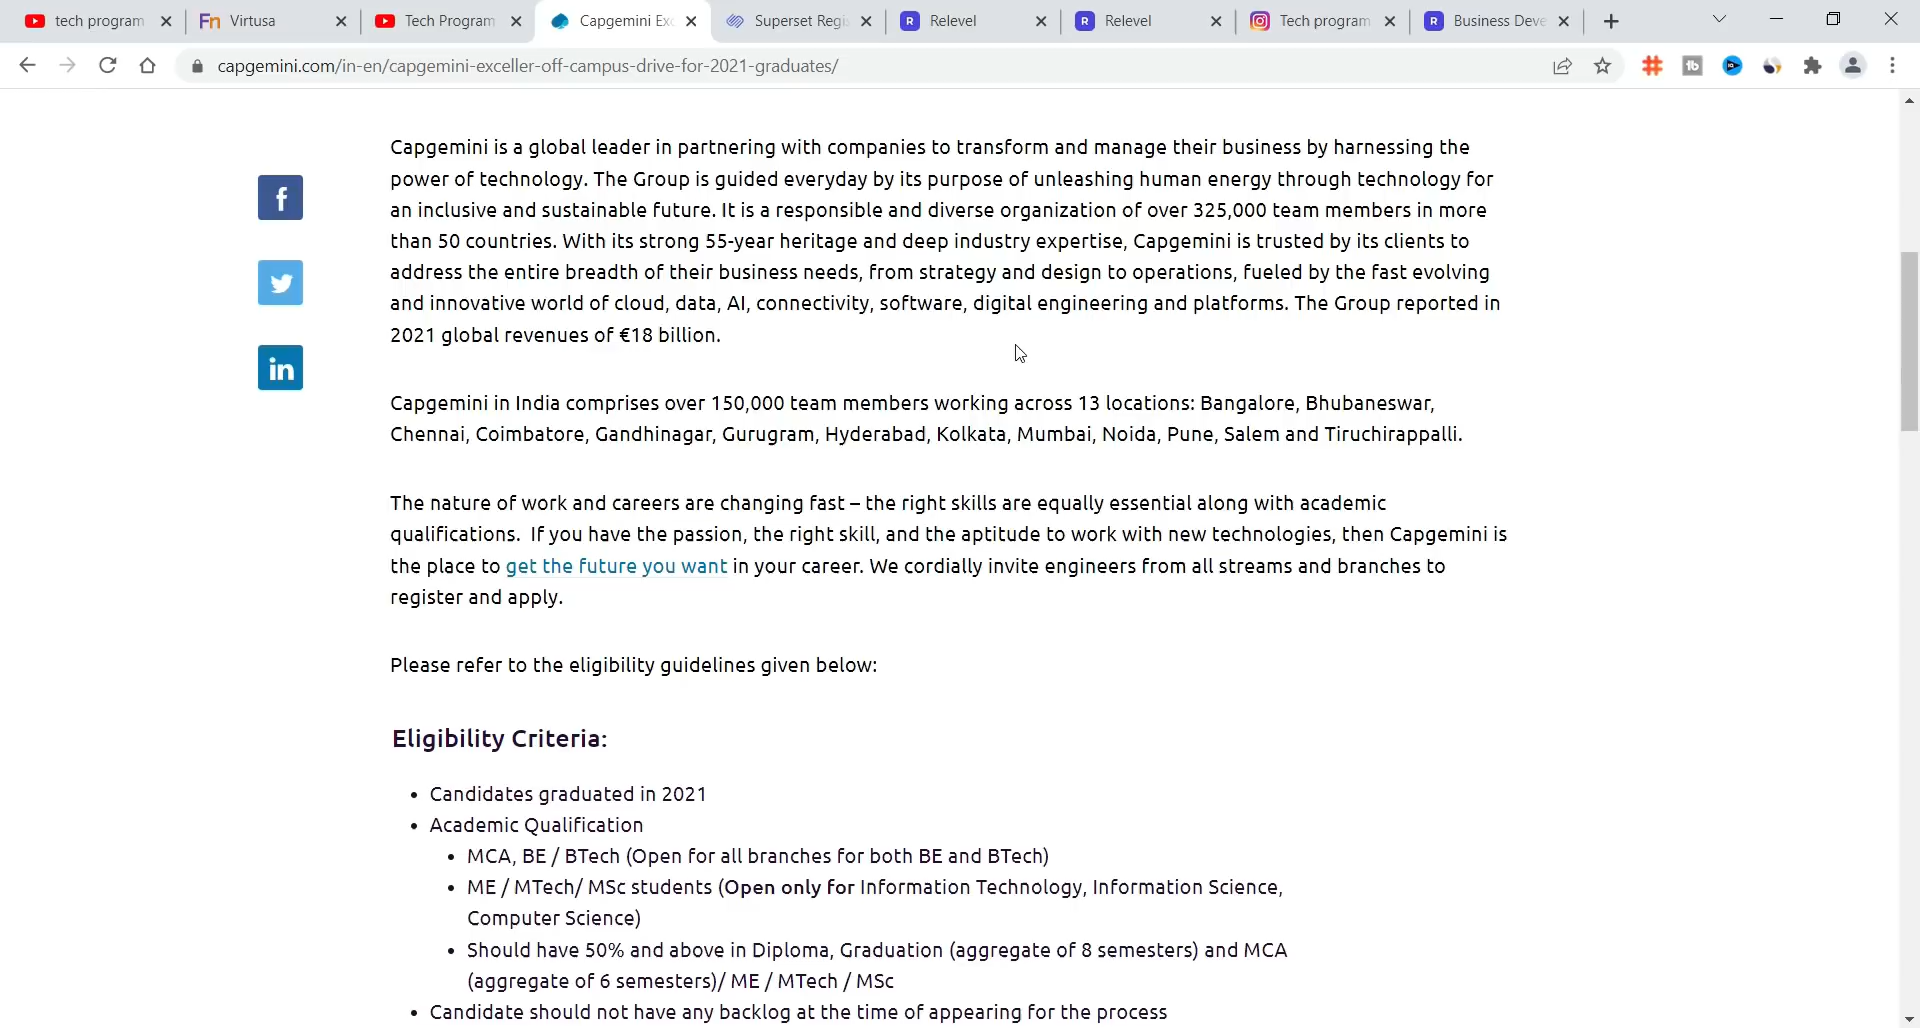 tech program
Fn Virtusa
Tech Program
Capgemini Ex
Superset Regi
R Relevel
R Relevel
Tech program
R Business Deve
capgemini.com/in-en/capgemini-exceller-off-campus-drive-for-2021-graduates/
tb
Capgemini is a global leader in partnering with companies to transform and manage their business by harnessing the
power of technology. The Group is guided everyday by its purpose of unleashing human energy through technology for
an inclusive and sustainable future. It is a responsible and diverse organization of over 325,000 team members in more
than 50 countries. With its strong 55-year heritage and deep industry expertise, Capgemini is trusted by its clients to
address the entire breadth of their business needs, from strategy and design to operations, fueled by the fast evolving
and innovative world of cloud, data, AI, connectivity, software, digital engineering and platforms. The Group reported in
2021 global revenues of €18 billion.
f
in
Capgemini in India comprises over 150,000 team members working across 13 locations: Bangalore, Bhubaneswar,
Chennai, Coimbatore, Gandhinagar, Gurugram, Hyderabad, Kolkata, Mumbai, Noida, Pune, Salem and Tiruchirappalli.
The nature of work and careers are changing fast – the right skills are equally essential along with academic
qualifications. If you have the passion, the right skill, and the aptitude to work with new technologies, then Capgemini is
the place to get the future you want in your career. We cordially invite engineers from all streams and branches to
register and apply.
Please refer to the eligibility guidelines given below:
Eligibility Criteria:
• Candidates graduated in 2021
• Academic Qualification
• MCA, BE / BTech (Open for all branches for both BE and BTech)
• ME / MTech/ MSc students (Open only for Information Technology, Information Science,
Computer Science)
• Should have 50% and above in Diploma, Graduation (aggregate of 8 semesters) and MCA
(aggregate of 6 semesters)/ ME / MTech / MSc
• Candidate should not have any backlog at the time of appearing for the process